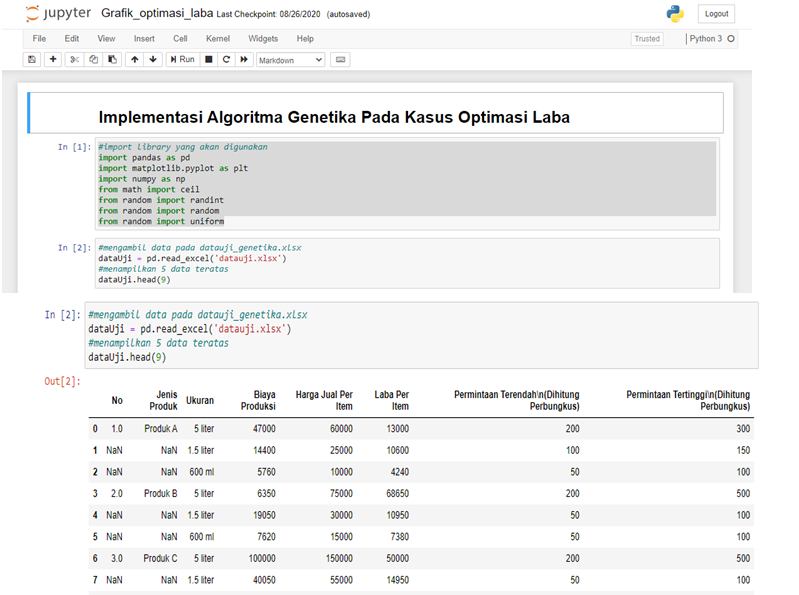 jupyter Grafik_optimasi_laba Last Checkpoint: 08/26/2020 (autosaved)
Logout
File Edit View Insert Cell Kernel Widgets Help
Trusted Python 3
Run Markdown
Implementasi Algoritma Genetika Pada Kasus Optimasi Laba
In [1]: #import library yang akan digunakan
import pandas as pd
import matplotlib.pyplot as plt
import numpy as np
from math import ceil
from random import randint
from random import random
from random import uniform
In [2]: #mengambil data pada datauji_genetika.xlsx
dataUji = pd.read_excel('datauji.xlsx')
#menampilkan 5 data teratas
dataUji.head(9)
In [2]: #mengambil data pada datauji_genetika.xlsx
dataUji = pd.read_excel('datauji.xlsx')
#menampilkan 5 data teratas
dataUji.head(9)
Out[2]:
No Jenis Produk Ukuran Biaya Produksi Harga Jual Per Item Laba Per Item Permintaan Terendah\n(Dihitung Perbungkus) Permintaan Tertinggi\n(Dihitung Perbungkus)
0 1.0 Produk A 5 liter 47000 60000 13000 200 300
1 NaN NaN 1.5 liter 14400 25000 10600 100 150
2 NaN NaN 600 ml 5760 10000 4240 50 100
3 2.0 Produk B 5 liter 6350 75000 68650 200 500
4 NaN NaN 1.5 liter 19050 30000 10950 50 100
5 NaN NaN 600 ml 7620 15000 7380 50 100
6 3.0 Produk C 5 liter 100000 150000 50000 200 500
7 NaN NaN 1.5 liter 40050 55000 14950 50 100